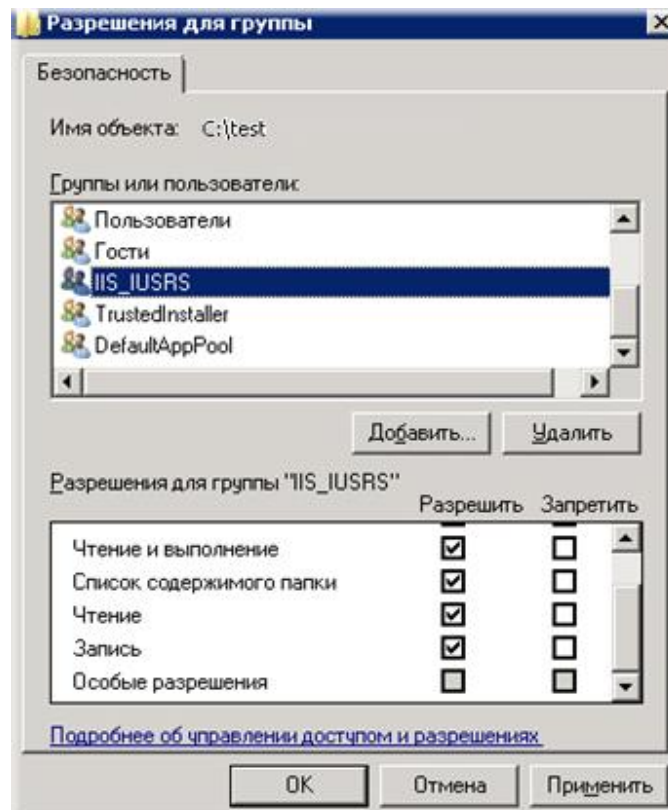 Разрешения для группы
Безопасность
Имя объекта: C:\test
Группы или пользователи:
Пользователи
Гости
IIS_IUSRS
TrustedInstaller
DefaultAppPool
Добавить... Удалить
Разрешения для группы "IIS_IUSRS"
Разрешить Запретить
Чтение и выполнение
Список содержимого папки
Чтение
Запись
Особые разрешения
Подробнее об управлении доступом и разрешениях
OK Отмена Применить